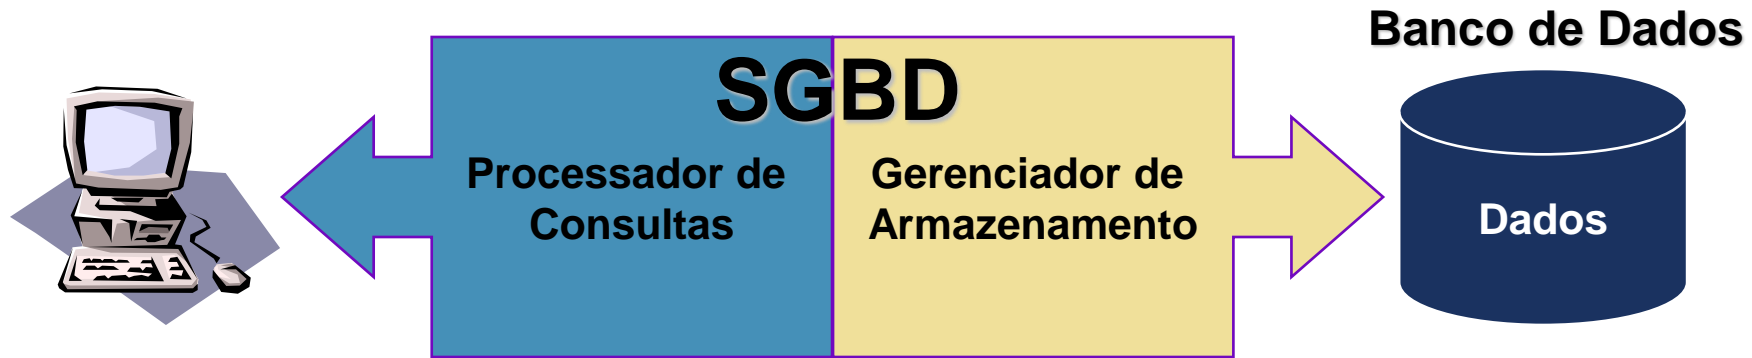 Banco de Dados
SGBD
Processador de
Consultas
Gerenciador de
Armazenamento
Dados